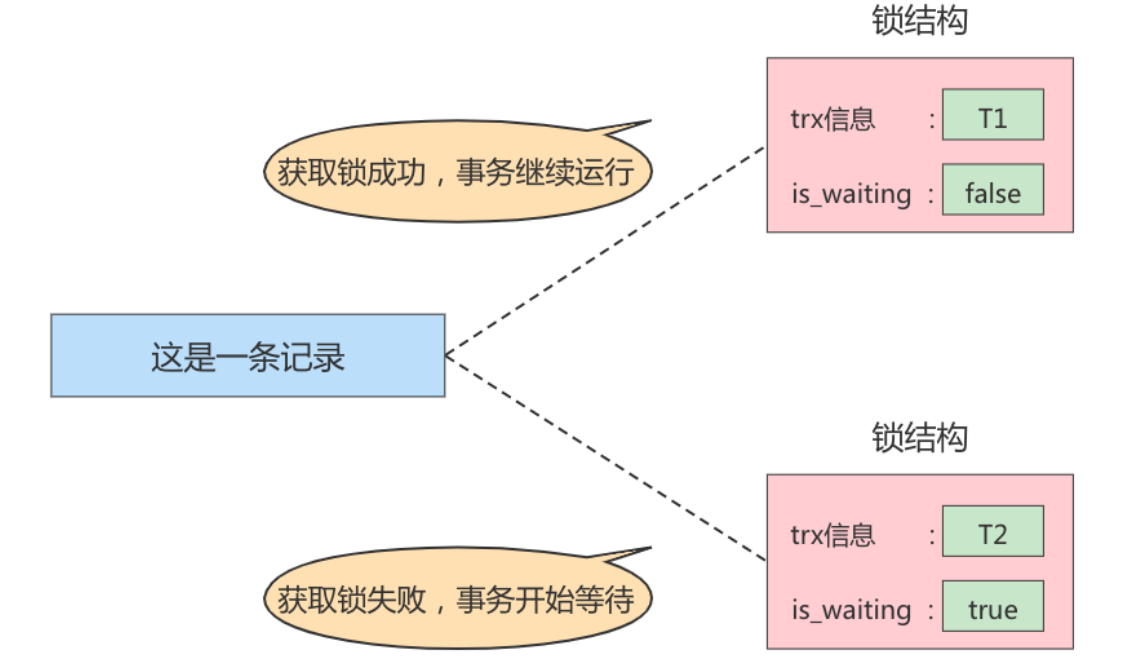 锁结构
trx信息 : T1
is_waiting : false
获取锁成功，事务继续运行
这是一条记录
锁结构
trx信息 : T2
is_waiting : true
获取锁失败，事务开始等待